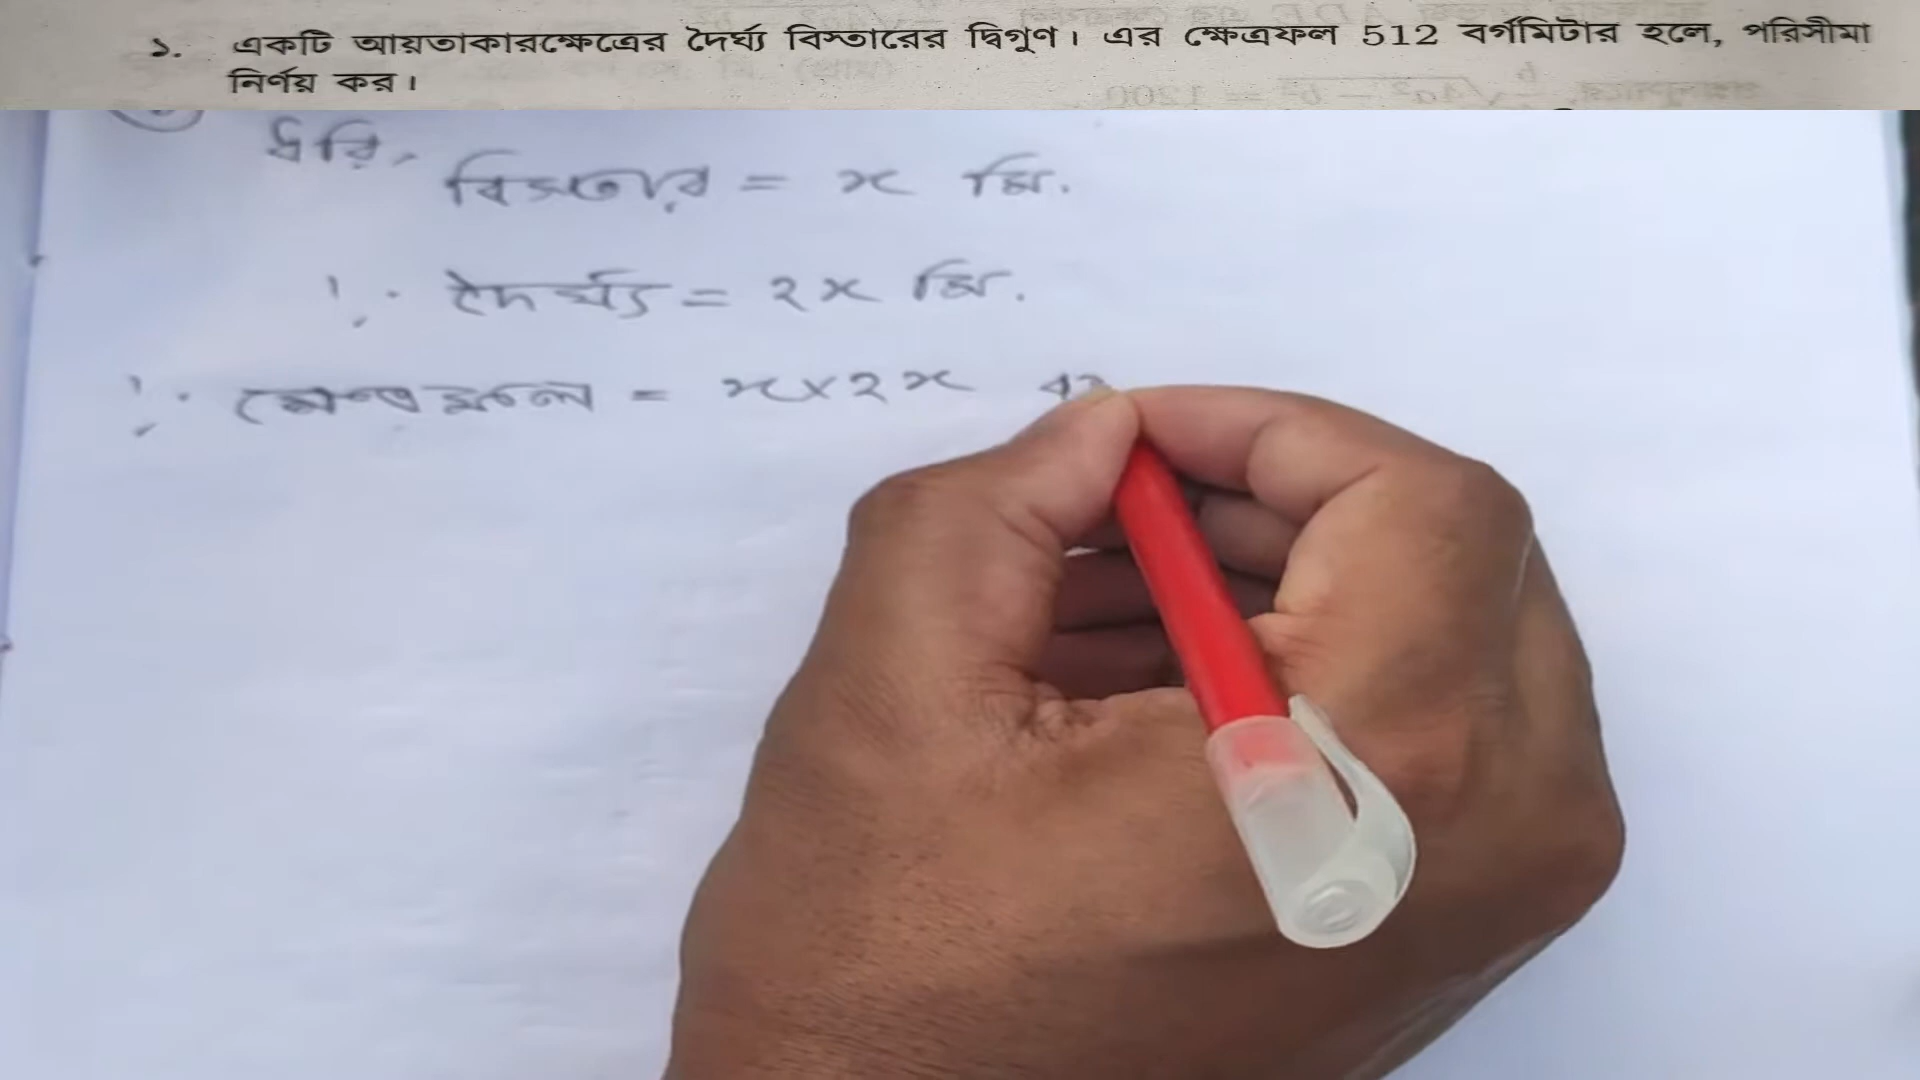 ১. একটি আয়তাকারক্ষেত্রের দৈর্ঘ্য বিস্তারের দ্বিগুণ। এর ক্ষেত্রফল 512 বর্গমিটার হলে, পরিসীমা
নির্ণয় কর।
ধরি,
বিস্তার = x মি.
∴ দৈর্ঘ্য = 2x মি.
∴ ক্ষেত্রফল = x × 2x